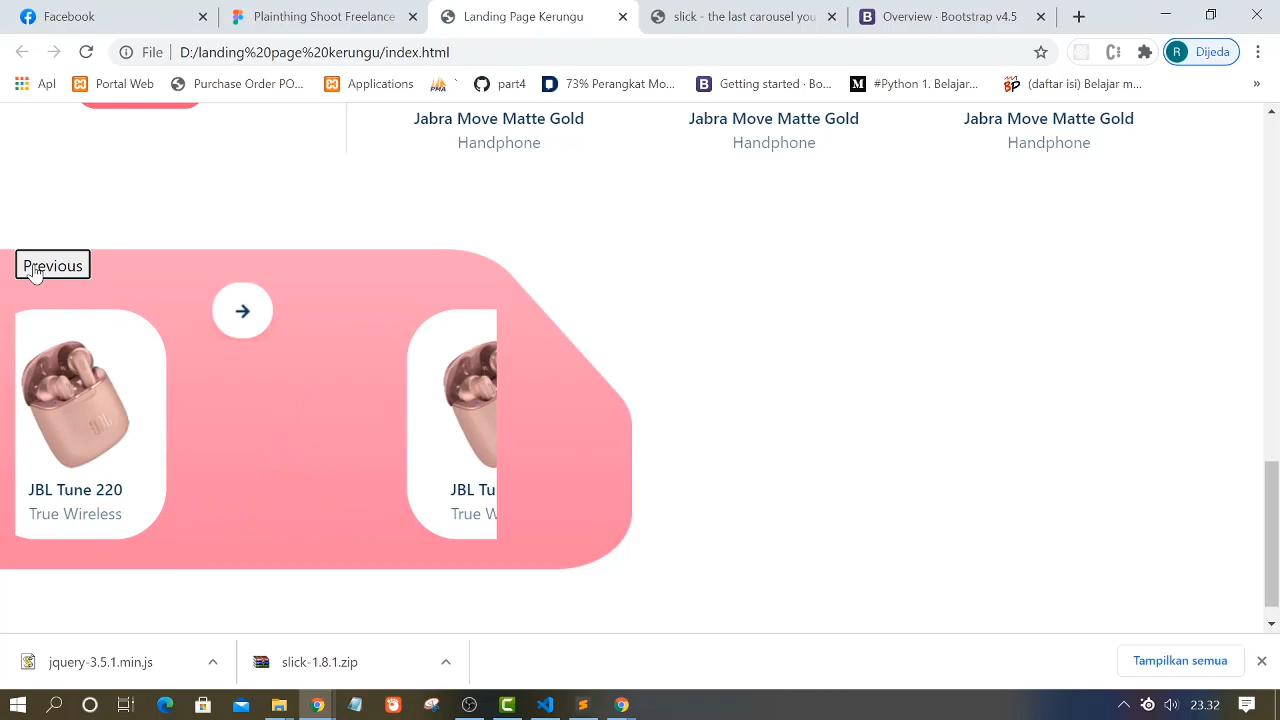 Facebook
Plainthing Shoot Freelance
Landing Page Kerungu
slick - the last carousel you
Overview · Bootstrap v4.5
File D:/landing%20page%20kerungu/index.html
R Dijeda
Apl
Portal Web
Purchase Order PO...
Applications
PMA
part4
73% Perangkat Mo...
Getting started · Bo...
#Python 1. Belajar...
(daftar isi) Belajar m...
»
Jabra Move Matte Gold
Jabra Move Matte Gold
Jabra Move Matte Gold
Handphone
Handphone
Handphone
Previous
JBL
JBL Tune 220
JBL Tu
True Wireless
True W
jquery-3.5.1.min.js
slick-1.8.1.zip
Tampilkan semua
23.32